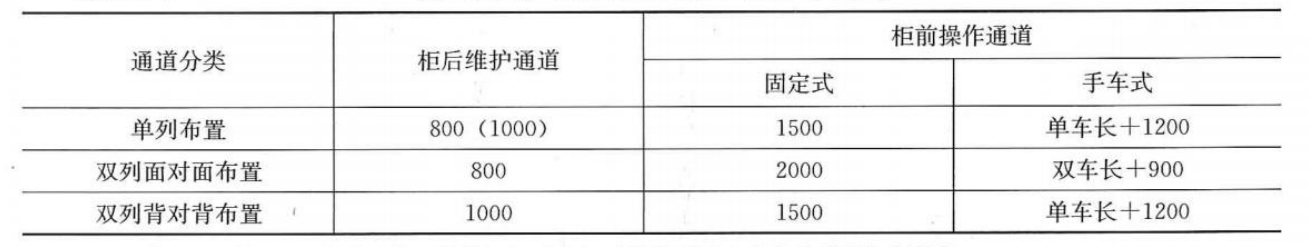 通道分类 柜后维护通道 柜前操作通道
固定式 手车式
单列布置 800（1000） 1500 单车长＋1200
双列面对面布置 800 2000 双车长＋900
双列背对背布置 1000 1500 单车长＋1200